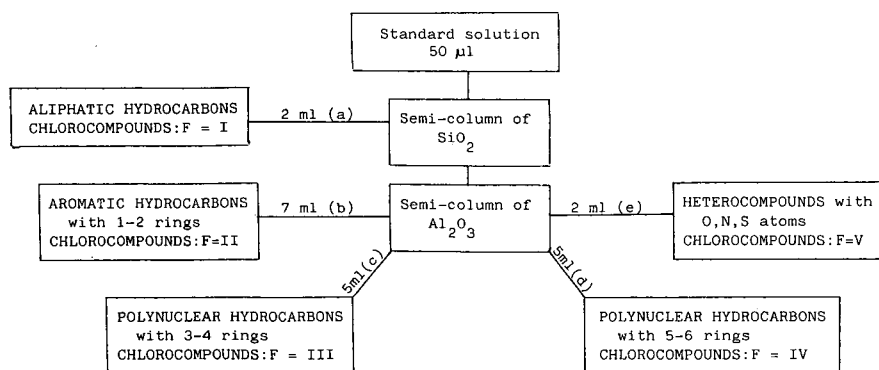 Standard solution
50 µl
ALIPHATIC HYDROCARBONS
CHLOROCOMPOUNDS:F = I
2 ml (a)
Semi-column of
SiO2
AROMATIC HYDROCARBONS
with 1-2 rings
CHLOROCOMPOUNDS:F=II
7 ml (b)
Semi-column of
Al2O3
2 ml (e)
HETEROCOMPOUNDS with
O,N,S atoms
CHLOROCOMPOUNDS:F=V
5ml(c)
5ml(d)
POLYNUCLEAR HYDROCARBONS
with 3-4 rings
CHLOROCOMPOUNDS:F = III
POLYNUCLEAR HYDROCARBONS
with 5-6 rings
CHLOROCOMPOUNDS:F = IV